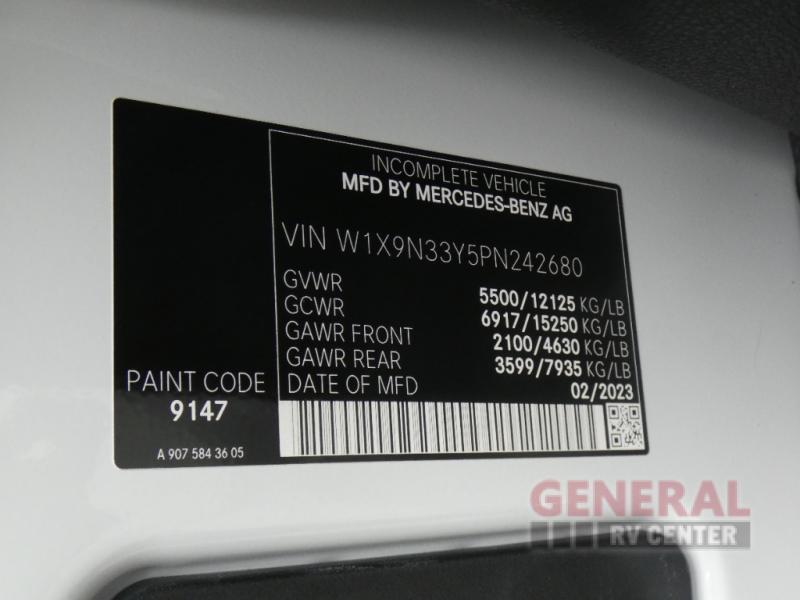 INCOMPLETE VEHICLE
MFD BY MERCEDES-BENZ AG
VIN W1X9N33Y5PN242680
GVWR 5500/12125 KG/LB
GCWR 6917/15250 KG/LB
GAWR FRONT 2100/4630 KG/LB
GAWR REAR 3599/7935 KG/LB
DATE OF MFD 02/2023
PAINT CODE
9147
A 907 584 36 05
GENERAL
RV CENTER